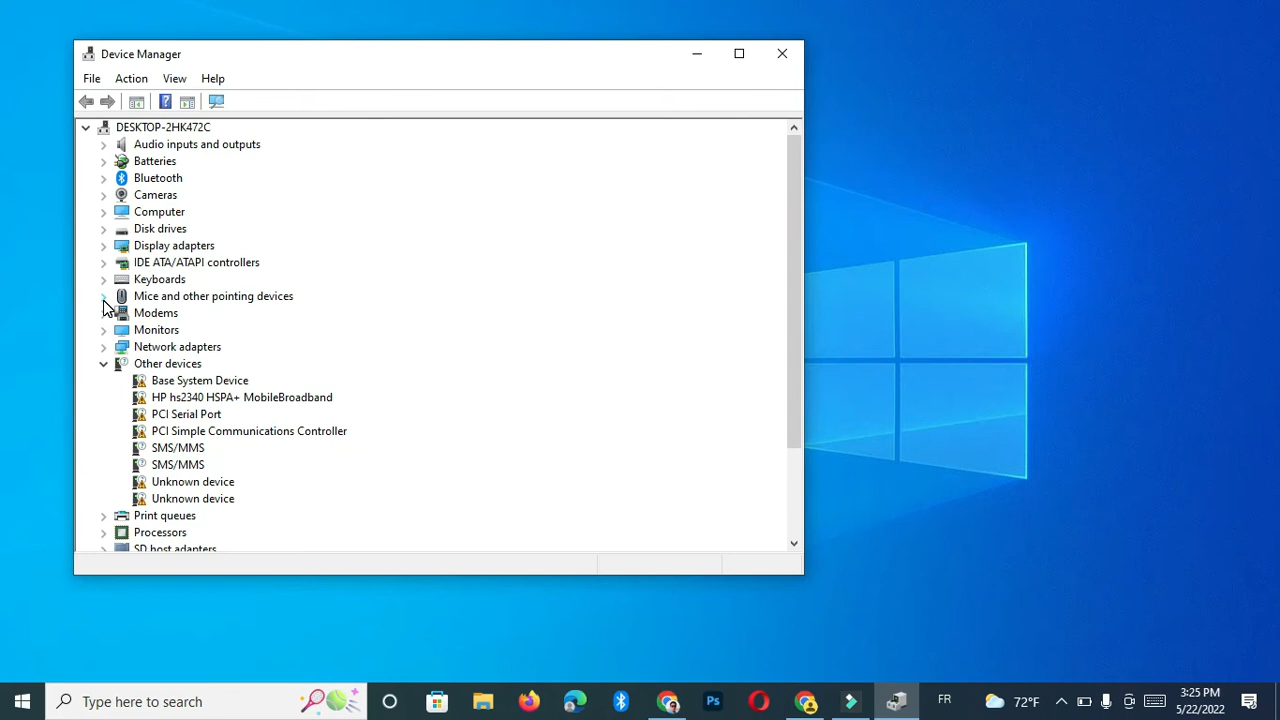 Device Manager
File Action View Help
DESKTOP-2HK472C
Audio inputs and outputs
Batteries
Bluetooth
Cameras
Computer
Disk drives
Display adapters
IDE ATA/ATAPI controllers
Keyboards
Mice and other pointing devices
Modems
Monitors
Network adapters
Other devices
Base System Device
HP hs2340 HSPA+ MobileBroadband
PCI Serial Port
PCI Simple Communications Controller
SMS/MMS
SMS/MMS
Unknown device
Unknown device
Print queues
Processors
SD host adapters
Type here to search
Ps
FR
72°F
3:25 PM
5/22/2022